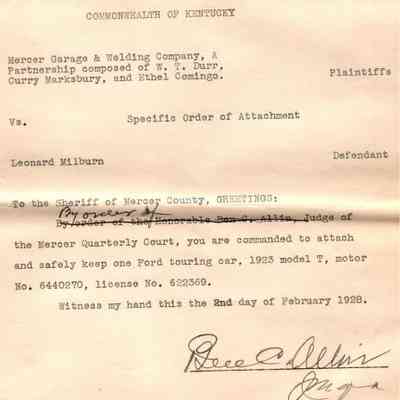 COMMONWEALTH OF KENTUCKY
Mercer Garage & Welding Company, A
Partnership composed of W. T. Durr,
Curry Marksbury, and Ethel Comingo.
Plaintiffs
Vs.
Specific Order of Attachment
Leonard Milburn
Defendant
To the Sheriff of Mercer County, GREETINGS:
By order of
By order of the Honorable Ben C. Allin, Judge of
the Mercer Quarterly Court, you are commanded to attach
and safely keep one Ford touring car, 1923 model T, motor
No. 6440270, license No. 622369.
Witness my hand this the 2nd day of February 1928.
Ben C. Allin